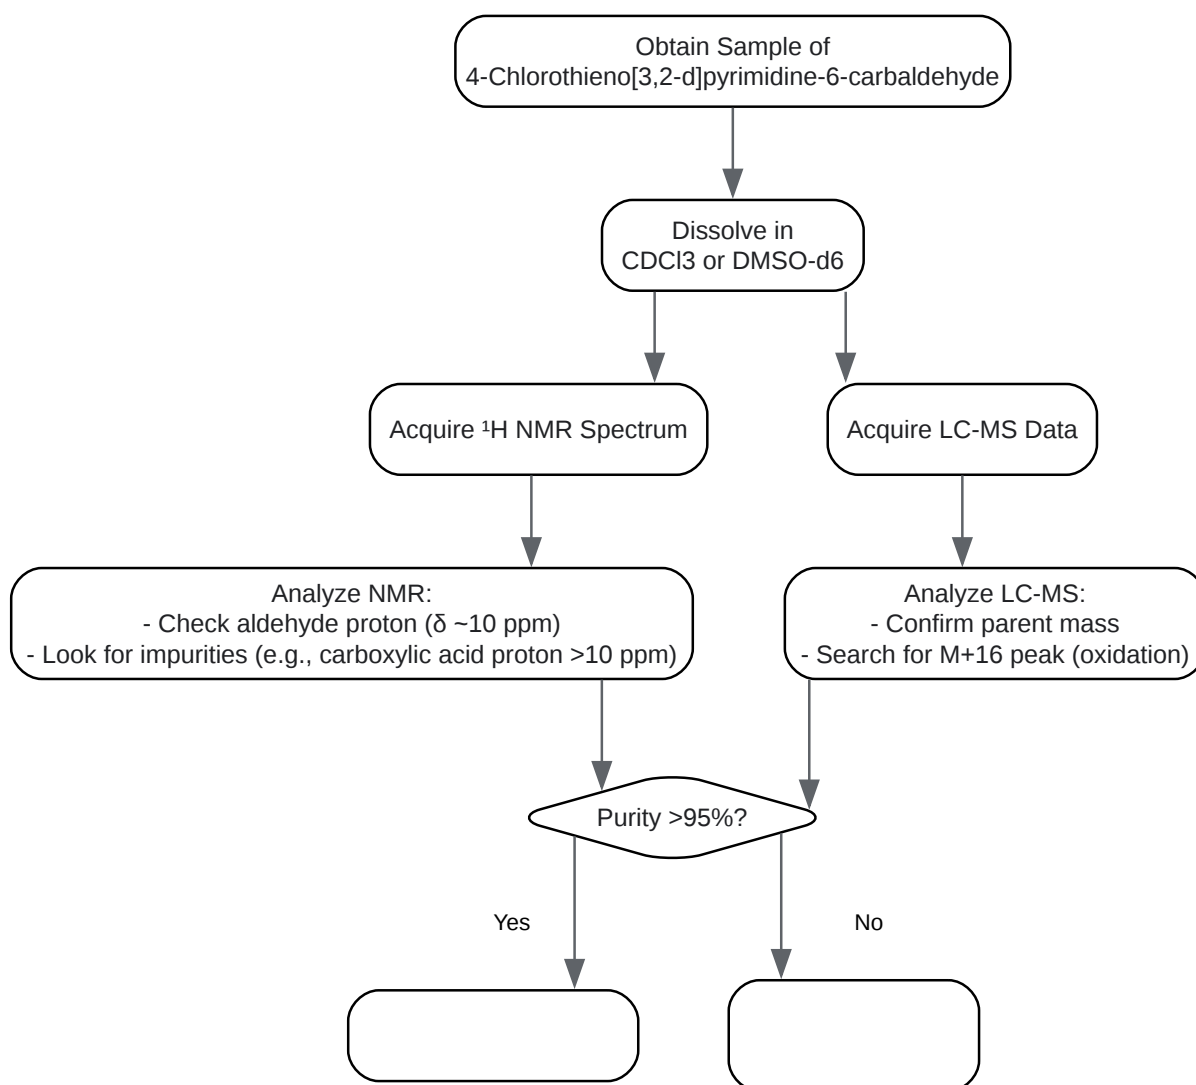 Obtain Sample of
4-Chlorothieno[3,2-d]pyrimidine-6-carbaldehyde
Dissolve in
CDCl3 or DMSO-d6
Acquire ¹H NMR Spectrum
Acquire LC-MS Data
Analyze NMR:
- Check aldehyde proton (δ ~10 ppm)
- Look for impurities (e.g., carboxylic acid proton >10 ppm)
Analyze LC-MS:
- Confirm parent mass
- Search for M+16 peak (oxidation)
Purity >95%?
Yes
No